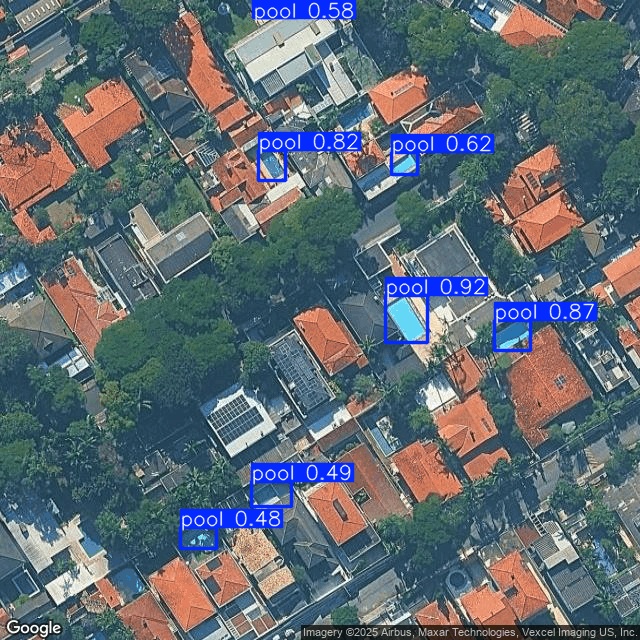 pool 0.58
pool 0.82
pool 0.62
pool 0.92
pool 0.87
pool 0.49
pool 0.48
Google
Imagery ©2025 Airbus, Maxar Technologies, Vexcel Imaging US, Inc.